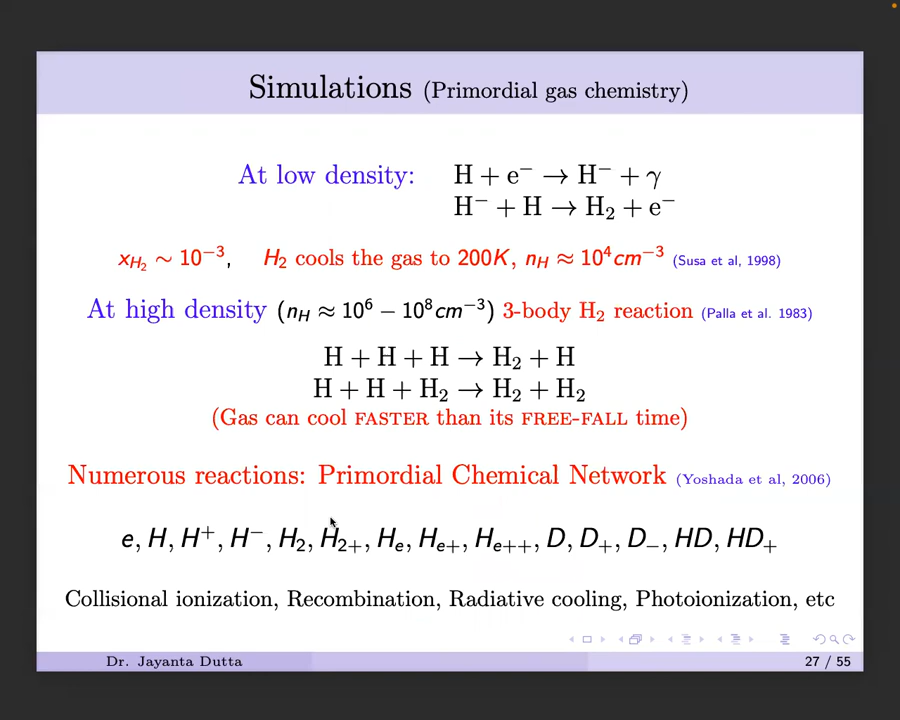 Simulations (Primordial gas chemistry)
At low density: H + e⁻ → H⁻ + γ
H⁻ + H → H₂ + e⁻
x_H₂ ∼ 10⁻³, H₂ cools the gas to 200K, n_H ≈ 10⁴cm⁻³ (Susa et al, 1998)
At high density (n_H ≈ 10⁶ − 10⁸cm⁻³) 3-body H₂ reaction (Palla et al. 1983)
H + H + H → H₂ + H
H + H + H₂ → H₂ + H₂
(Gas can cool FASTER than its FREE-FALL time)
Numerous reactions: Primordial Chemical Network (Yoshada et al, 2006)
e, H, H⁺, H⁻, H₂, H₂₊, Hₑ, Hₑ₊, Hₑ₊₊, D, D₊, D₋, HD, HD₊
Collisional ionization, Recombination, Radiative cooling, Photoionization, etc
Dr. Jayanta Dutta 27 / 55